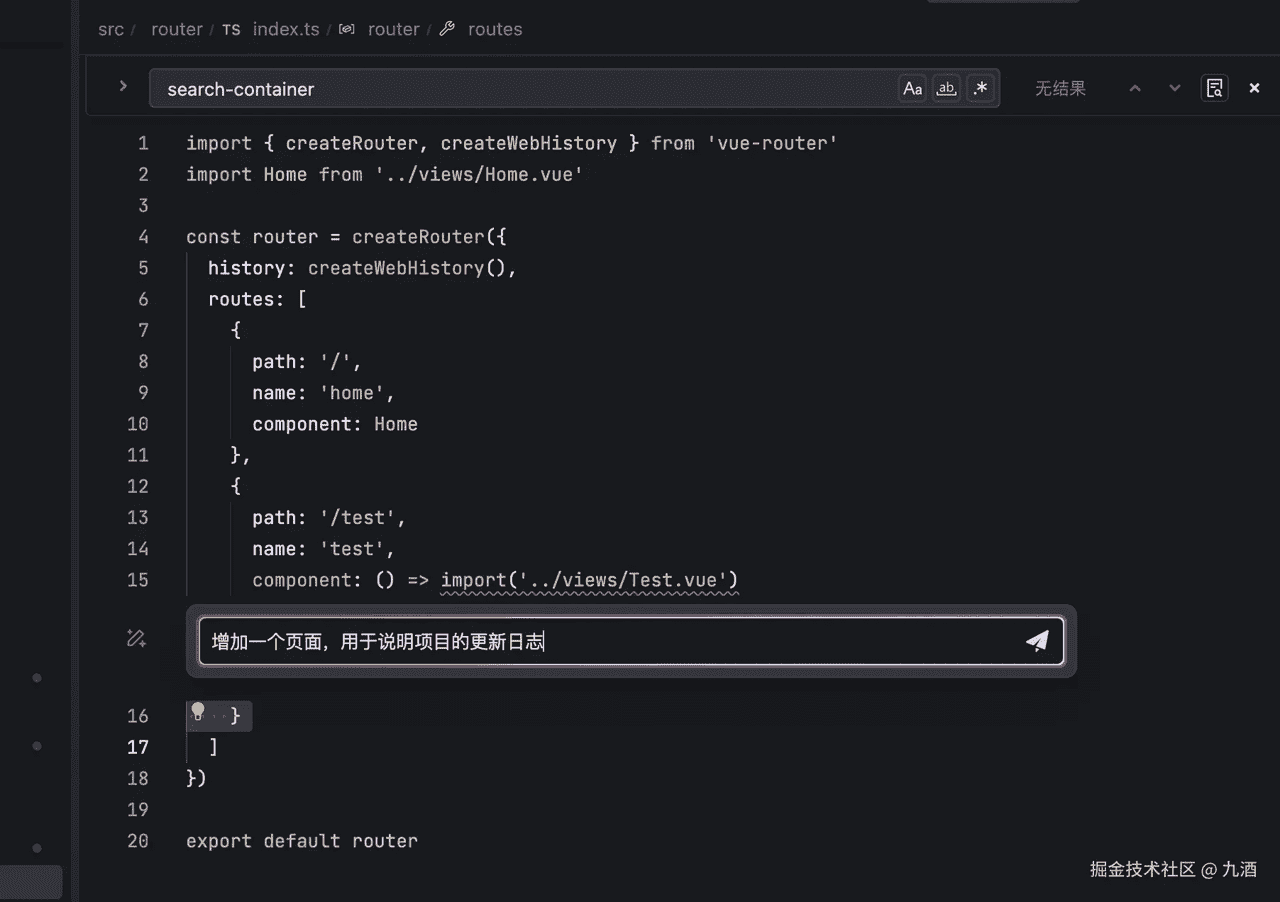 src / router / TS index.ts / router / routes
search-container Aa ab .* 无结果
1 import { createRouter, createWebHistory } from 'vue-router'
2 import Home from '../views/Home.vue'
3
4 const router = createRouter({
5 history: createWebHistory(),
6 routes: [
7 {
8 path: '/',
9 name: 'home',
10 component: Home
11 },
12 {
13 path: '/test',
14 name: 'test',
15 component: () => import('../views/Test.vue')
增加一个页面，用于说明项目的更新日志
16 }
17 ]
18 })
19
20 export default router
掘金技术社区 @ 九酒